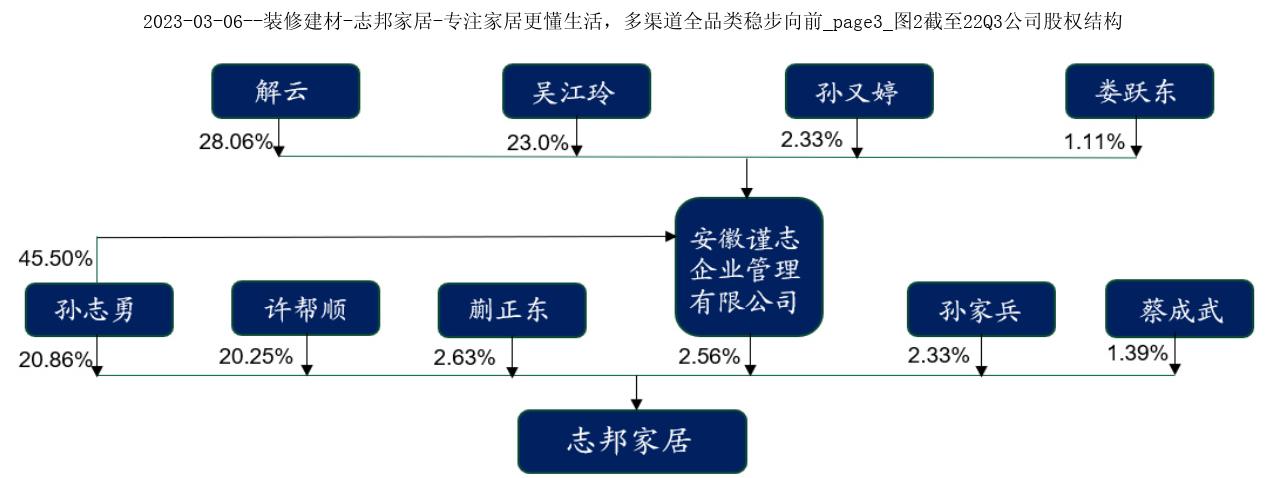 2023-03-06--装修建材-志邦家居-专注家居更懂生活，多渠道全品类稳步向前_page3_图2截至22Q3公司股权结构
解云
吴江玲
孙又婷
娄跃东
28.06%
23.0%
2.33%
1.11%
安徽谨志
企业管理
有限公司
45.50%
孙志勇
许帮顺
蒯正东
孙家兵
蔡成武
20.86%
20.25%
2.63%
2.56%
2.33%
1.39%
志邦家居